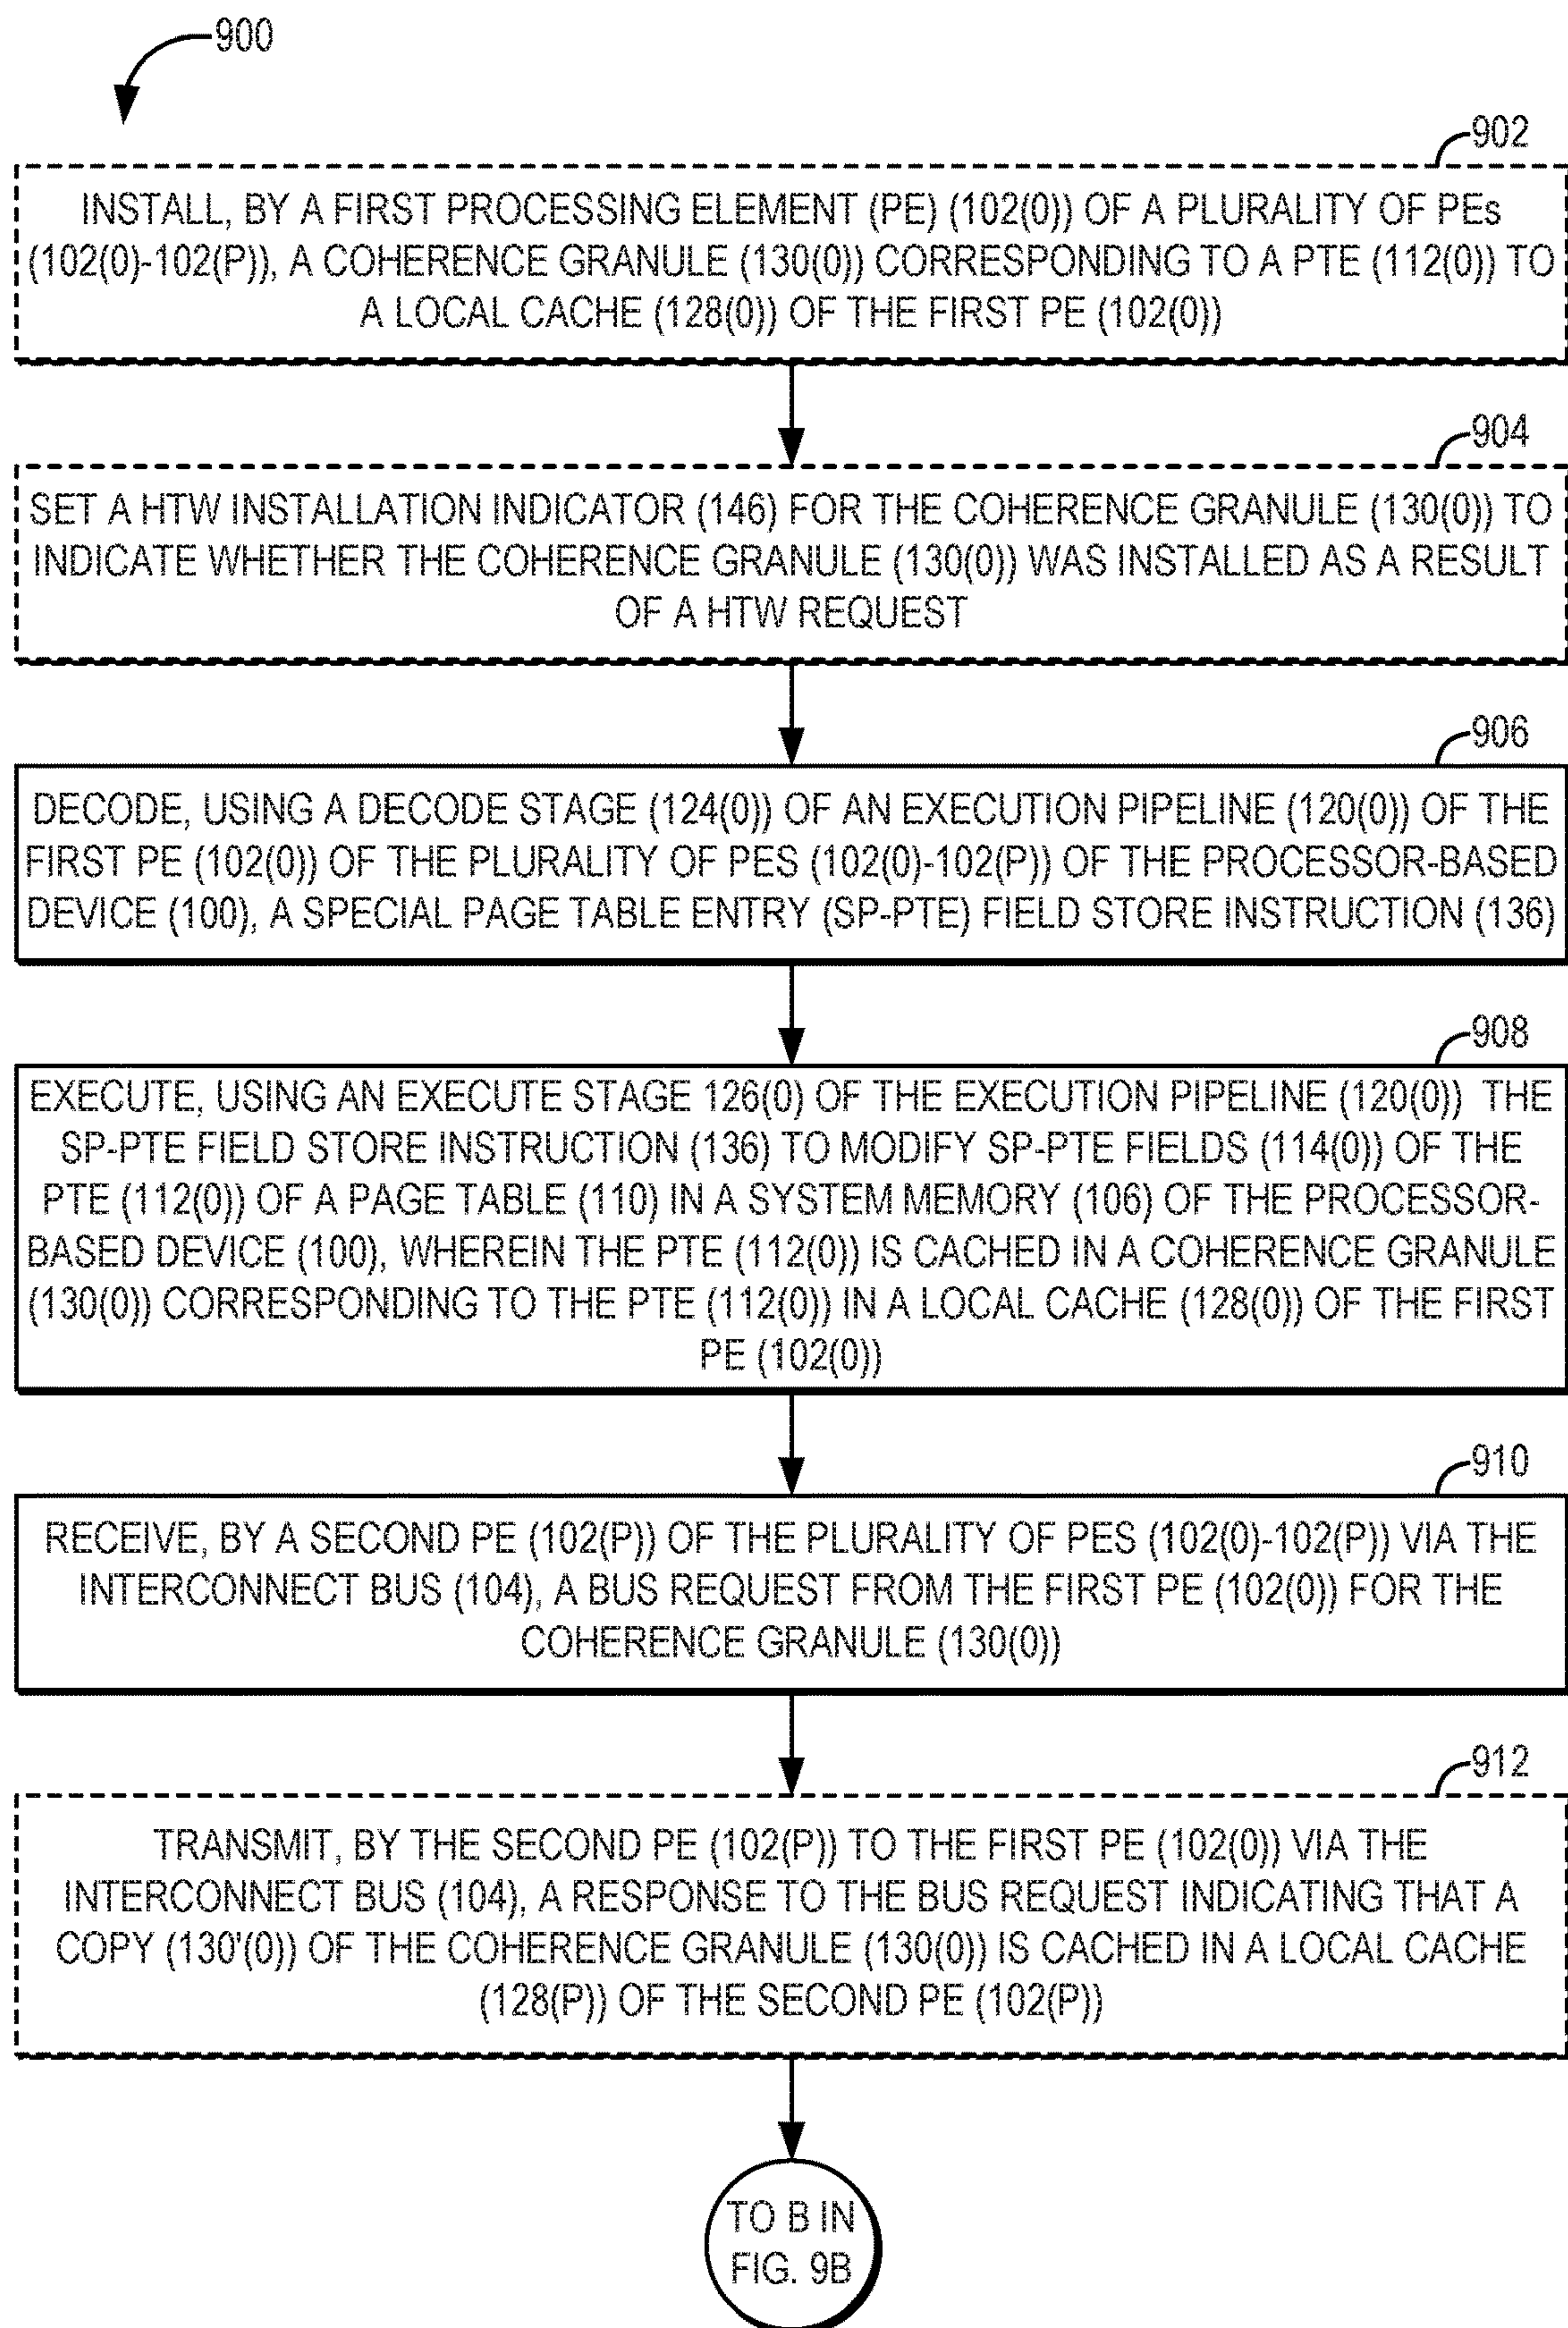 900
902
INSTALL, BY A FIRST PROCESSING ELEMENT (PE) (102(0)) OF A PLURALITY OF PEs
(102(0)-102(P)), A COHERENCE GRANULE (130(0)) CORRESPONDING TO A PTE (112(0)) TO
A LOCAL CACHE (128(0)) OF THE FIRST PE (102(0))
904
SET A HTW INSTALLATION INDICATOR (146) FOR THE COHERENCE GRANULE (130(0)) TO
INDICATE WHETHER THE COHERENCE GRANULE (130(0)) WAS INSTALLED AS A RESULT
OF A HTW REQUEST
906
DECODE, USING A DECODE STAGE (124(0)) OF AN EXECUTION PIPELINE (120(0)) OF THE
FIRST PE (102(0)) OF THE PLURALITY OF PES (102(0)-102(P)) OF THE PROCESSOR-BASED
DEVICE (100), A SPECIAL PAGE TABLE ENTRY (SP-PTE) FIELD STORE INSTRUCTION (136)
908
EXECUTE, USING AN EXECUTE STAGE 126(0) OF THE EXECUTION PIPELINE (120(0)) THE
SP-PTE FIELD STORE INSTRUCTION (136) TO MODIFY SP-PTE FIELDS (114(0)) OF THE
PTE (112(0)) OF A PAGE TABLE (110) IN A SYSTEM MEMORY (106) OF THE PROCESSOR-
BASED DEVICE (100), WHEREIN THE PTE (112(0)) IS CACHED IN A COHERENCE GRANULE
(130(0)) CORRESPONDING TO THE PTE (112(0)) IN A LOCAL CACHE (128(0)) OF THE FIRST
PE (102(0))
910
RECEIVE, BY A SECOND PE (102(P)) OF THE PLURALITY OF PES (102(0)-102(P)) VIA THE
INTERCONNECT BUS (104), A BUS REQUEST FROM THE FIRST PE (102(0)) FOR THE
COHERENCE GRANULE (130(0))
912
TRANSMIT, BY THE SECOND PE (102(P)) TO THE FIRST PE (102(0)) VIA THE
INTERCONNECT BUS (104), A RESPONSE TO THE BUS REQUEST INDICATING THAT A
COPY (130'(0)) OF THE COHERENCE GRANULE (130(0)) IS CACHED IN A LOCAL CACHE
(128(P)) OF THE SECOND PE (102(P))
TO B IN
FIG. 9B